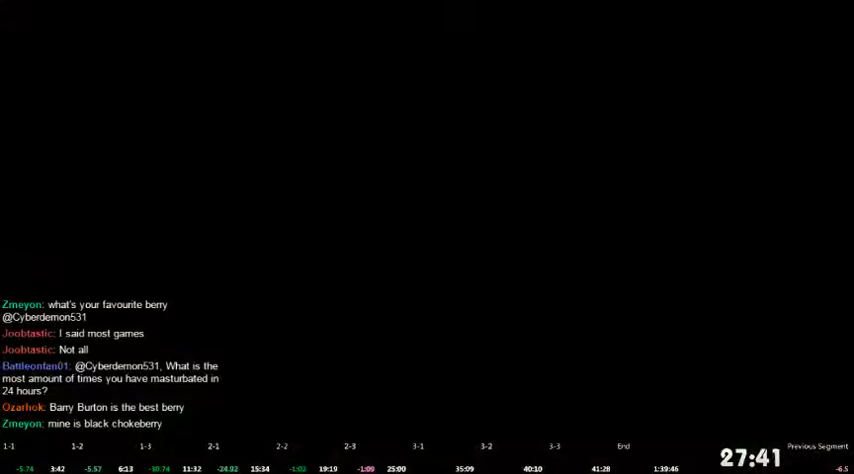 Zmeyon: what's your favourite berry
@Cyberdemon531
Joobtastic: I said most games
Joobtastic: Not all
Battleonfan01: @Cyberdemon531, What is the
most amount of times you have masturbated in
24 hours?
Ozarhok: Barry Burton is the best berry
Zmeyon: mine is black chokeberry
1-1 1-2 1-3 2-1 2-2 2-3 3-1 3-2 3-3 End 27:41 Previous Segment
-5.74 3:42 -5.57 6:13 -30.74 11:32 -24.92 15:34 -1:02 19:19 -1:09 25:00 35:09 40:10 41:28 1:39:46 -6.5